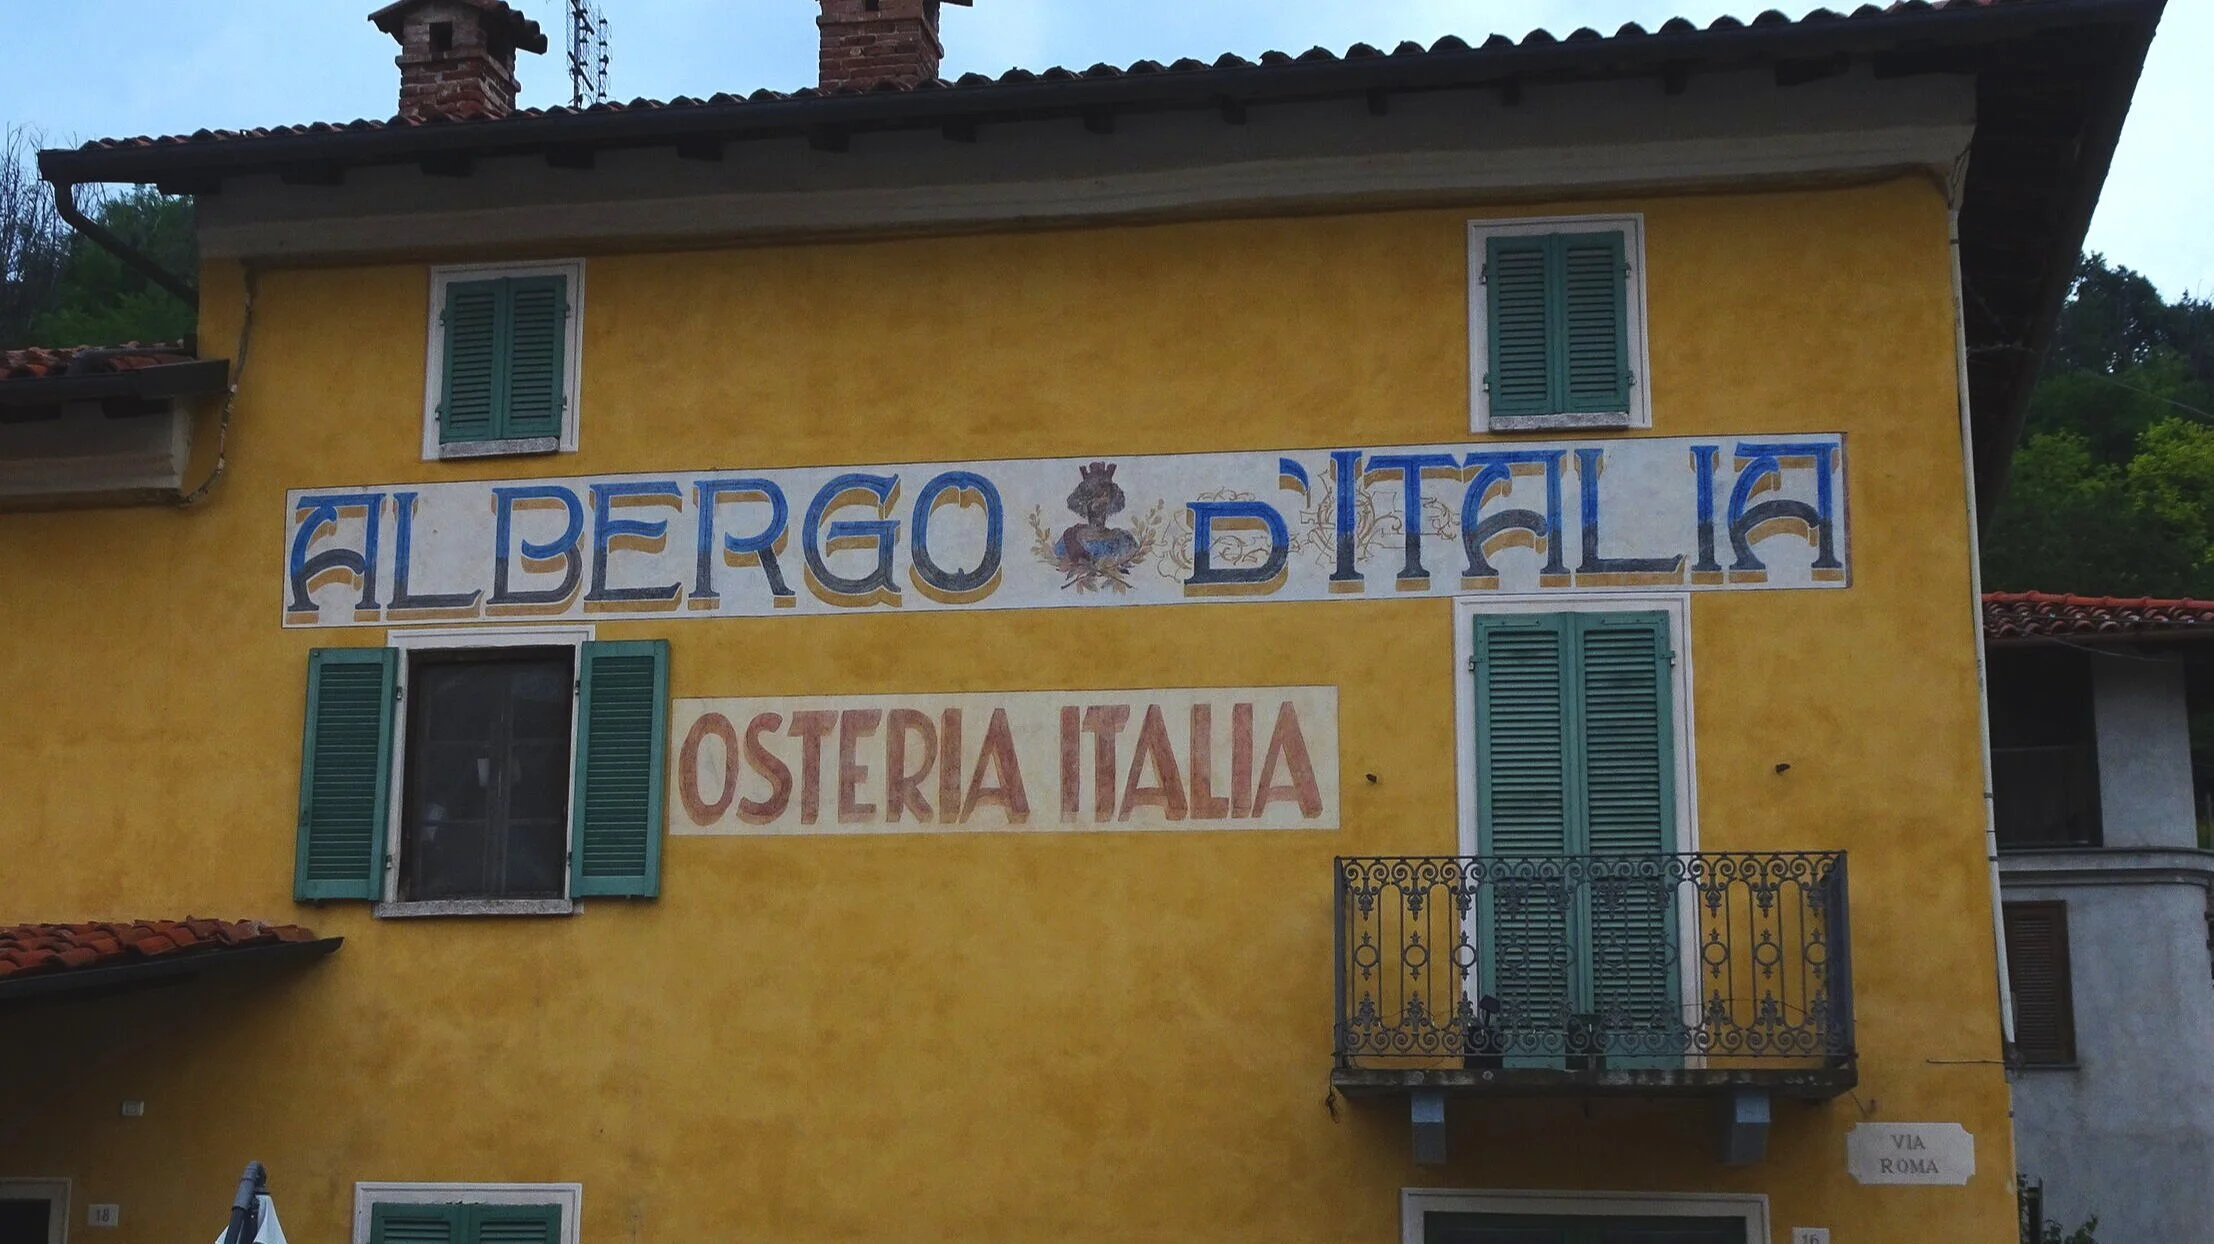 ALBERGO D'ITALIA
OSTERIA ITALIA
VIA
ROMA
18
16